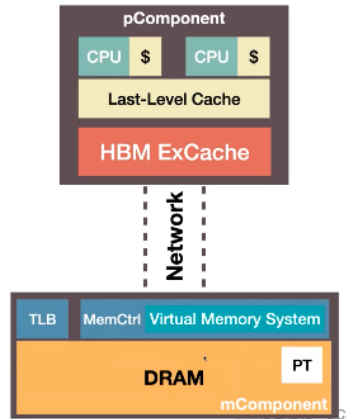 pComponent
CPU $ CPU $
Last-Level Cache
HBM ExCache
Network
TLB MemCtrl Virtual Memory System
PT
DRAM
mComponent